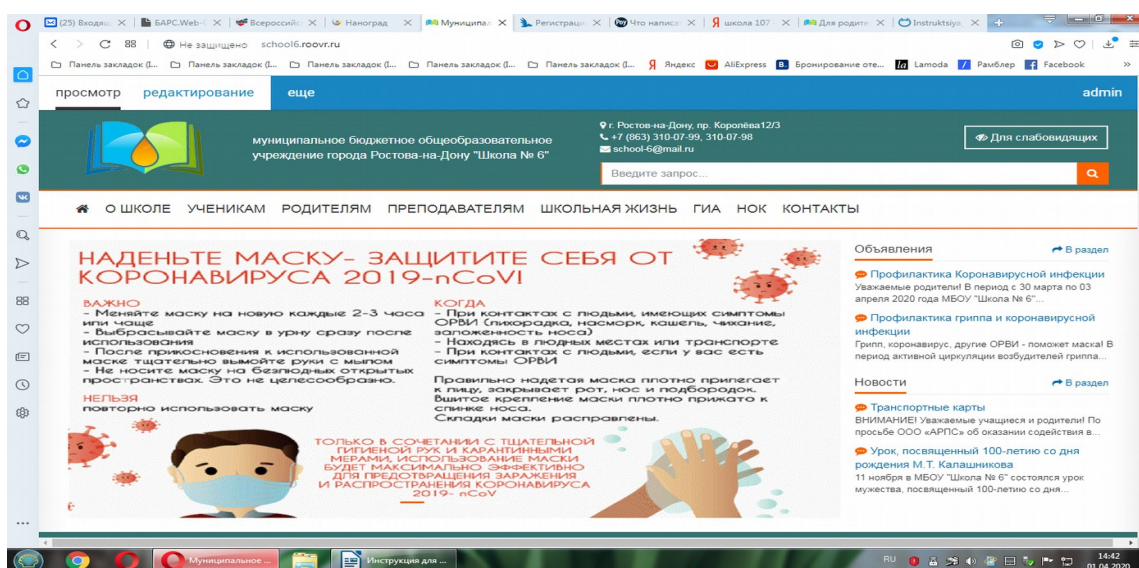 (25) Входящ
БАРС.Web-
Всероссийс
Наноград
Муниципал
Регистраци
Что написа
школа 107
Для родите
Instruktsiya_
Не защищено school6.roovr.ru
Панель закладок (I... Панель закладок (I... Панель закладок (I... Панель закладок (I... Панель закладок (I... Яндекс AliExpress Бронирование оте... Lamoda Рамблер Facebook
просмотр редактирование еще admin
муниципальное бюджетное общеобразовательное
учреждение города Ростова-на-Дону "Школа № 6"
г. Ростов-на-Дону, пр. Королёва12/3
+7 (863) 310-07-99, 310-07-98
school-6@mail.ru
Для слабовидящих
Введите запрос...
О ШКОЛЕ УЧЕНИКАМ РОДИТЕЛЯМ ПРЕПОДАВАТЕЛЯМ ШКОЛЬНАЯ ЖИЗНЬ ГИА НОК КОНТАКТЫ
НАДЕНЬТЕ МАСКУ- ЗАЩИТИТЕ СЕБЯ ОТ
КОРОНАВИРУСА 2019-nCoV!
ВАЖНО
- Меняйте маску на новую каждые 2-3 часа
или чаще
- Выбрасывайте маску в урну сразу после
использования
- После прикосновения к использованной
маске тщательно вымойте руки с мылом
- Не носите маску на безлюдных открытых
пространствах. Это не целесообразно.
НЕЛЬЗЯ
повторно использовать маску
КОГДА
- При контактах с людьми, имеющих симптомы
ОРВИ (лихорадка, насморк, кашель, чихание,
заложенность носа)
- Находясь в людных местах или транспорте
- При контактах с людьми, если у вас есть
симптомы ОРВИ
Правильно надетая маска плотно прилегает
к лицу, закрывает рот, нос и подбородок.
Вшитое крепление маски плотно прижато к
спинке носа.
Складки маски расправлены.
ТОЛЬКО В СОЧЕТАНИИ С ТЩАТЕЛЬНОЙ
ГИГИЕНОЙ РУК И КАРАНТИННЫМИ
МЕРАМИ, ИСПОЛЬЗОВАНИЕ МАСКИ
БУДЕТ МАКСИМАЛЬНО ЭФФЕКТИВНО
ДЛЯ ПРЕДОТВРАЩЕНИЯ ЗАРАЖЕНИЯ
И РАСПРОСТРАНЕНИЯ КОРОНАВИРУСА
2019- nCoV
Объявления В раздел
Профилактика Коронавирусной инфекции
Уважаемые родители! В период с 30 марта по 03
апреля 2020 года МБОУ "Школа № 6"...
Профилактика гриппа и коронавирусной
инфекции
Грипп, коронавирус, другие ОРВИ - поможет маска! В
период активной циркуляции возбудителей гриппа...
Новости В раздел
Транспортные карты
ВНИМАНИЕ! Уважаемые учащиеся и родители! По
просьбе ООО «АРПС» об оказании содействия в...
Урок, посвященный 100-летию со дня
рождения М.Т. Калашникова
11 ноября в МБОУ "Школа № 6" состоялся урок
мужества, посвященный 100-летию со дня...
Муниципальное ...
Инструкция для ...
RU
14:42
01.04.2020